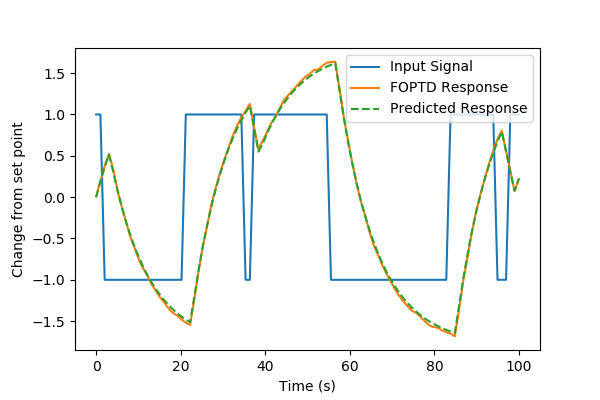 Input Signal
FOPTD Response
Predicted Response
1.5
1.0
0.5
0.0
−0.5
−1.0
−1.5
Change from set point
0 20 40 60 80 100
Time (s)